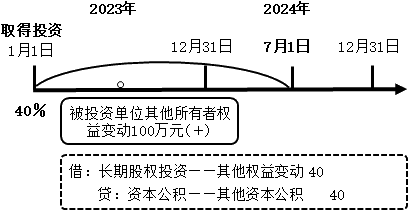 2023年 2024年
取得投资
1月1日 12月31日 7月1日 12月31日
40%
被投资单位其他所有者权
益变动100万元(+)
借：长期股权投资——其他权益变动 40
贷：资本公积——其他资本公积 40